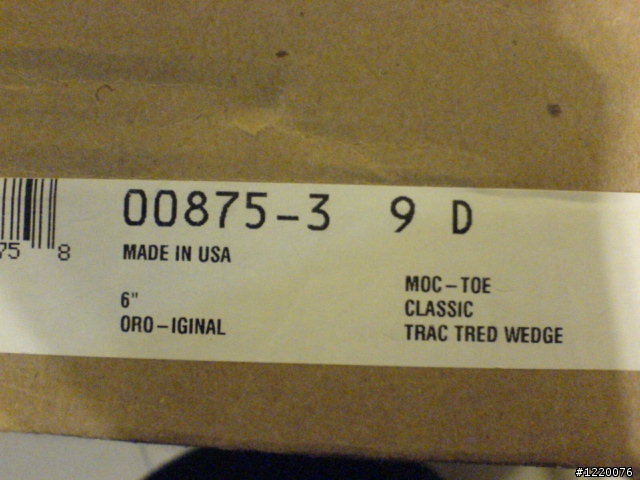 00875-3 9 D
75 8
MADE IN USA
6"
ORO-IGINAL
MOC-TOE
CLASSIC
TRAC TRED WEDGE
#1220076